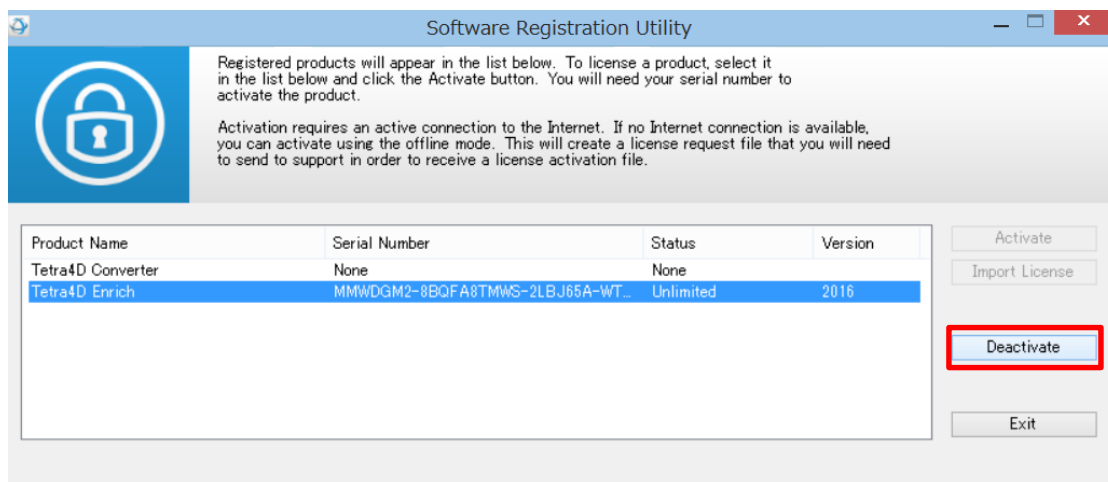 Software Registration Utility
Registered products will appear in the list below. To license a product, select it
in the list below and click the Activate button. You will need your serial number to
activate the product.
Activation requires an active connection to the Internet. If no Internet connection is available,
you can activate using the offline mode. This will create a license request file that you will need
to send to support in order to receive a license activation file.
Product Name Serial Number Status Version
Activate
Tetra4D Converter None None
Import License
Tetra4D Enrich MMWDGM2-8BQFA8TMWS-2LBJ65A-WT... Unlimited 2016
Deactivate
Exit